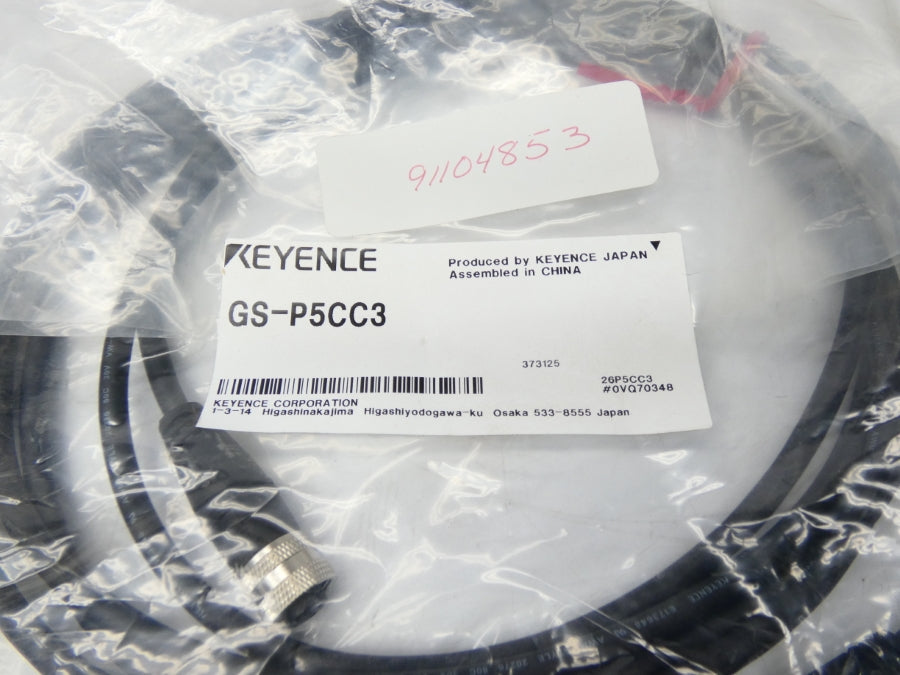 91104853
KEYENCE
Produced by KEYENCE JAPAN
Assembled in CHINA
GS-P5CC3
373125
26P5CC3
#0VQ70348
KEYENCE CORPORATION
1-3-14 Higashinakajima Higashiyodogawa-ku Osaka 533-8555 Japan
KEYENCE